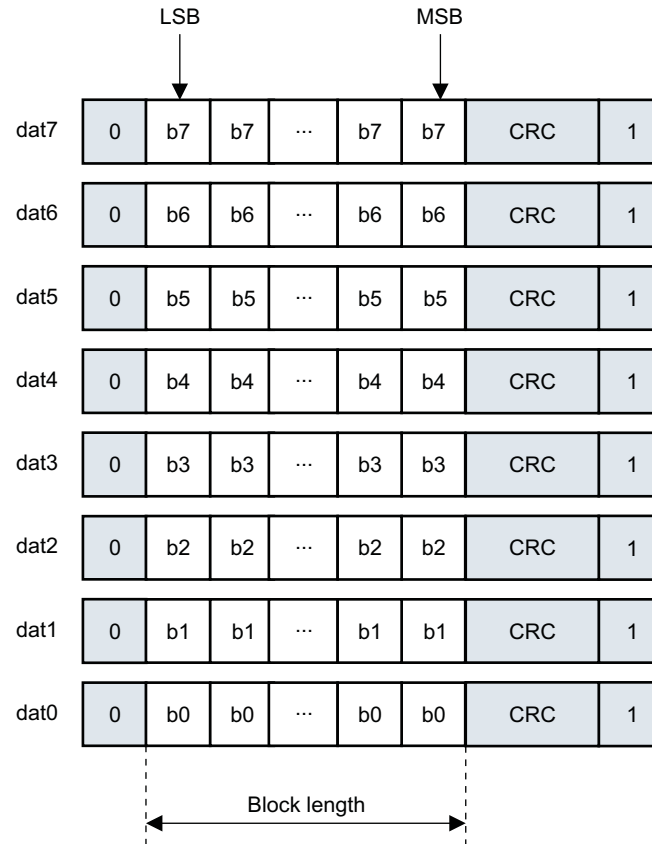 LSB MSB
dat7 0 b7 b7 ... b7 b7 CRC 1
dat6 0 b6 b6 ... b6 b6 CRC 1
dat5 0 b5 b5 ... b5 b5 CRC 1
dat4 0 b4 b4 ... b4 b4 CRC 1
dat3 0 b3 b3 ... b3 b3 CRC 1
dat2 0 b2 b2 ... b2 b2 CRC 1
dat1 0 b1 b1 ... b1 b1 CRC 1
dat0 0 b0 b0 ... b0 b0 CRC 1
Block length